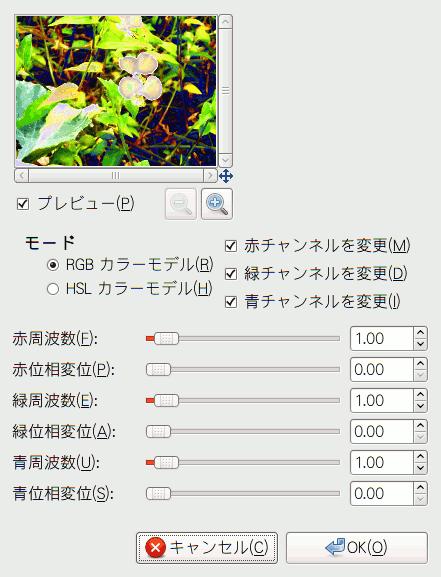 プレビュー(P)
モード
RGB カラーモデル(R)
HSL カラーモデル(H)
赤チャンネルを変更(M)
緑チャンネルを変更(D)
青チャンネルを変更(I)
赤周波数(F): 1.00
赤位相変位(P): 0.00
緑周波数(E): 1.00
緑位相変位(A): 0.00
青周波数(U): 1.00
青位相変位(S): 0.00
キャンセル(C)
OK(O)